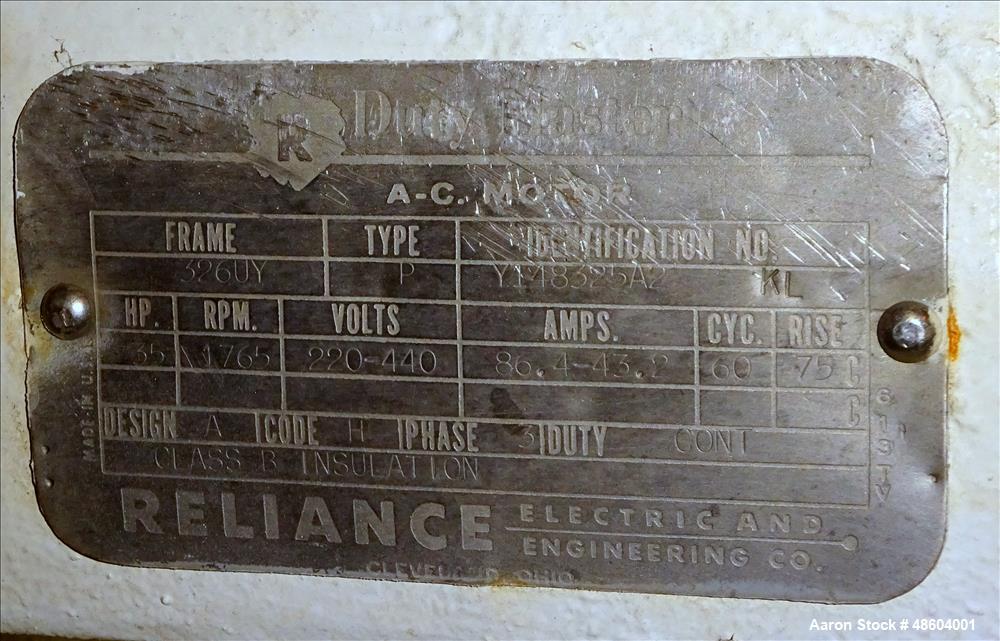 R Duty Master
A-C. MOTOR
FRAME TYPE IDENTIFICATION NO.
326UY P Y148325A2 KL
HP. RPM. VOLTS AMPS. CYC. RISE
35 1765 220-440 86.4-43.2 60 75 C
C
DESIGN A CODE H PHASE 3 DUTY CONT
CLASS B INSULATION
RELIANCE ELECTRIC AND
ENGINEERING CO.
CLEVELAND, OHIO
MADE IN U.
Aaron Stock # 48604001